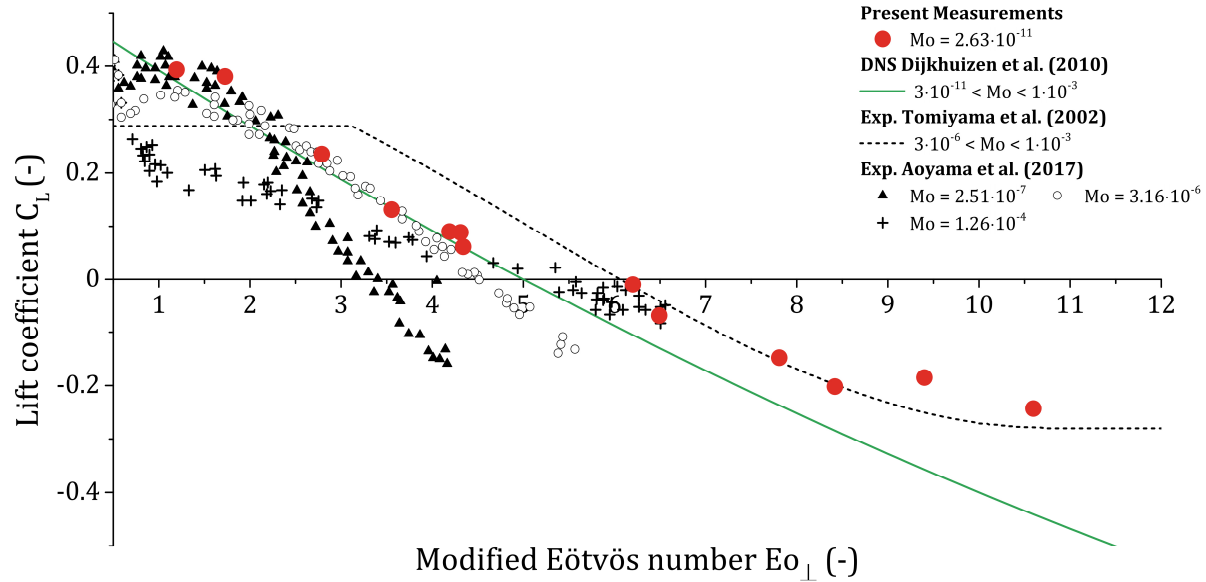 Present Measurements
Mo = 2.63·10⁻¹¹
DNS Dijkhuizen et al. (2010)
3·10⁻¹¹ < Mo < 1·10⁻³
Exp. Tomiyama et al. (2002)
3·10⁻⁶ < Mo < 1·10⁻³
Exp. Aoyama et al. (2017)
Mo = 2.51·10⁻⁷ Mo = 3.16·10⁻⁶
Mo = 1.26·10⁻⁴
Lift coefficient C_L (-)
0.4
0.2
0
-0.2
-0.4
1 2 3 4 5 6 7 8 9 10 11 12
Modified Eötvös number Eo⊥ (-)